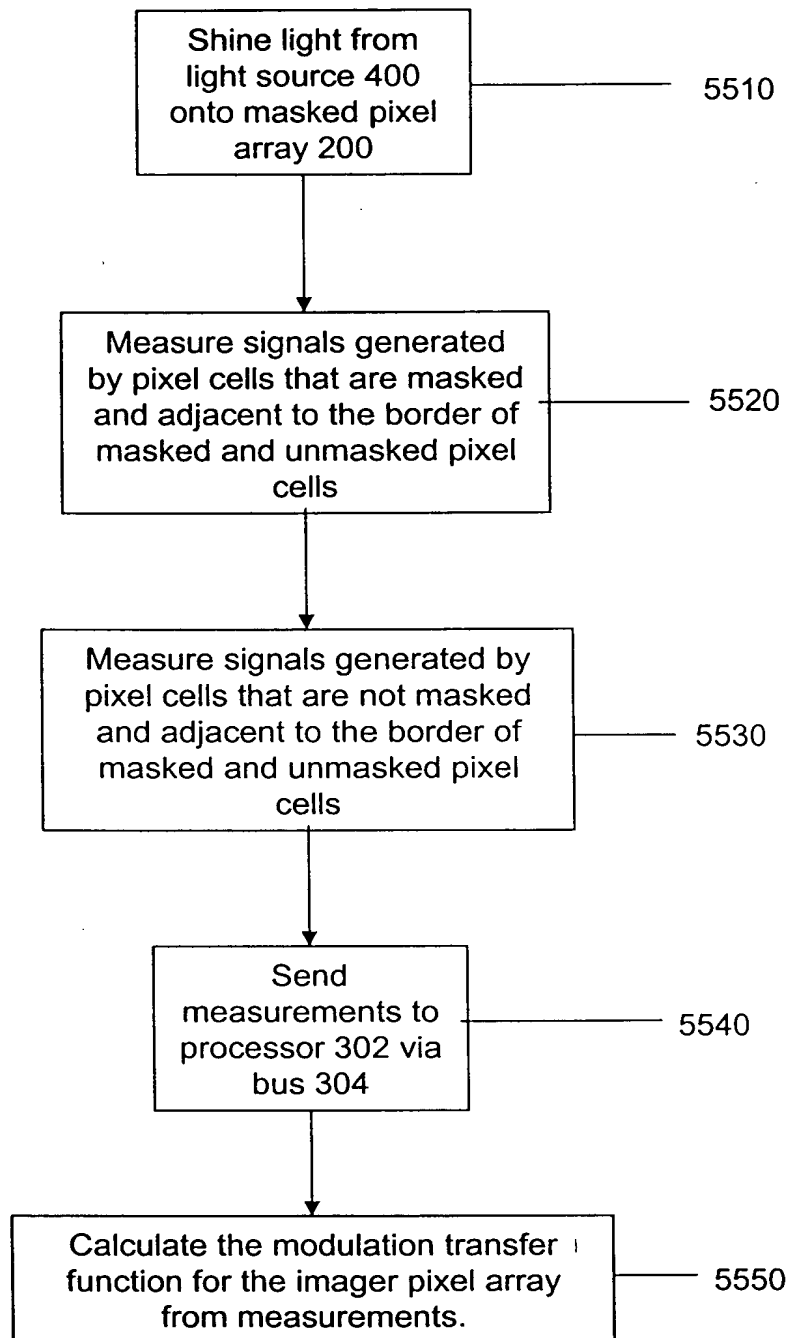 Shine light from
light source 400
onto masked pixel
array 200
5510
Measure signals generated
by pixel cells that are masked
and adjacent to the border of
masked and unmasked pixel
cells
5520
Measure signals generated by
pixel cells that are not masked
and adjacent to the border of
masked and unmasked pixel
cells
5530
Send
measurements to
processor 302 via
bus 304
5540
Calculate the modulation transfer
function for the imager pixel array
from measurements.
5550